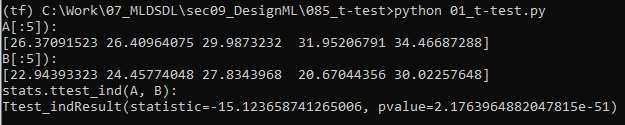 (tf) C:\Work\07_MLDSDL\sec09_DesignML\085_t-test>python 01_t-test.py
A[:5]):
[26.37091523 26.40964075 29.9873232  31.95206791 34.46687288]
B[:5]):
[22.94393323 24.45774048 27.8343968  20.67044356 30.02257648]
stats.ttest_ind(A, B):
Ttest_indResult(statistic=-15.123658741265006, pvalue=2.1763964882047815e-51)